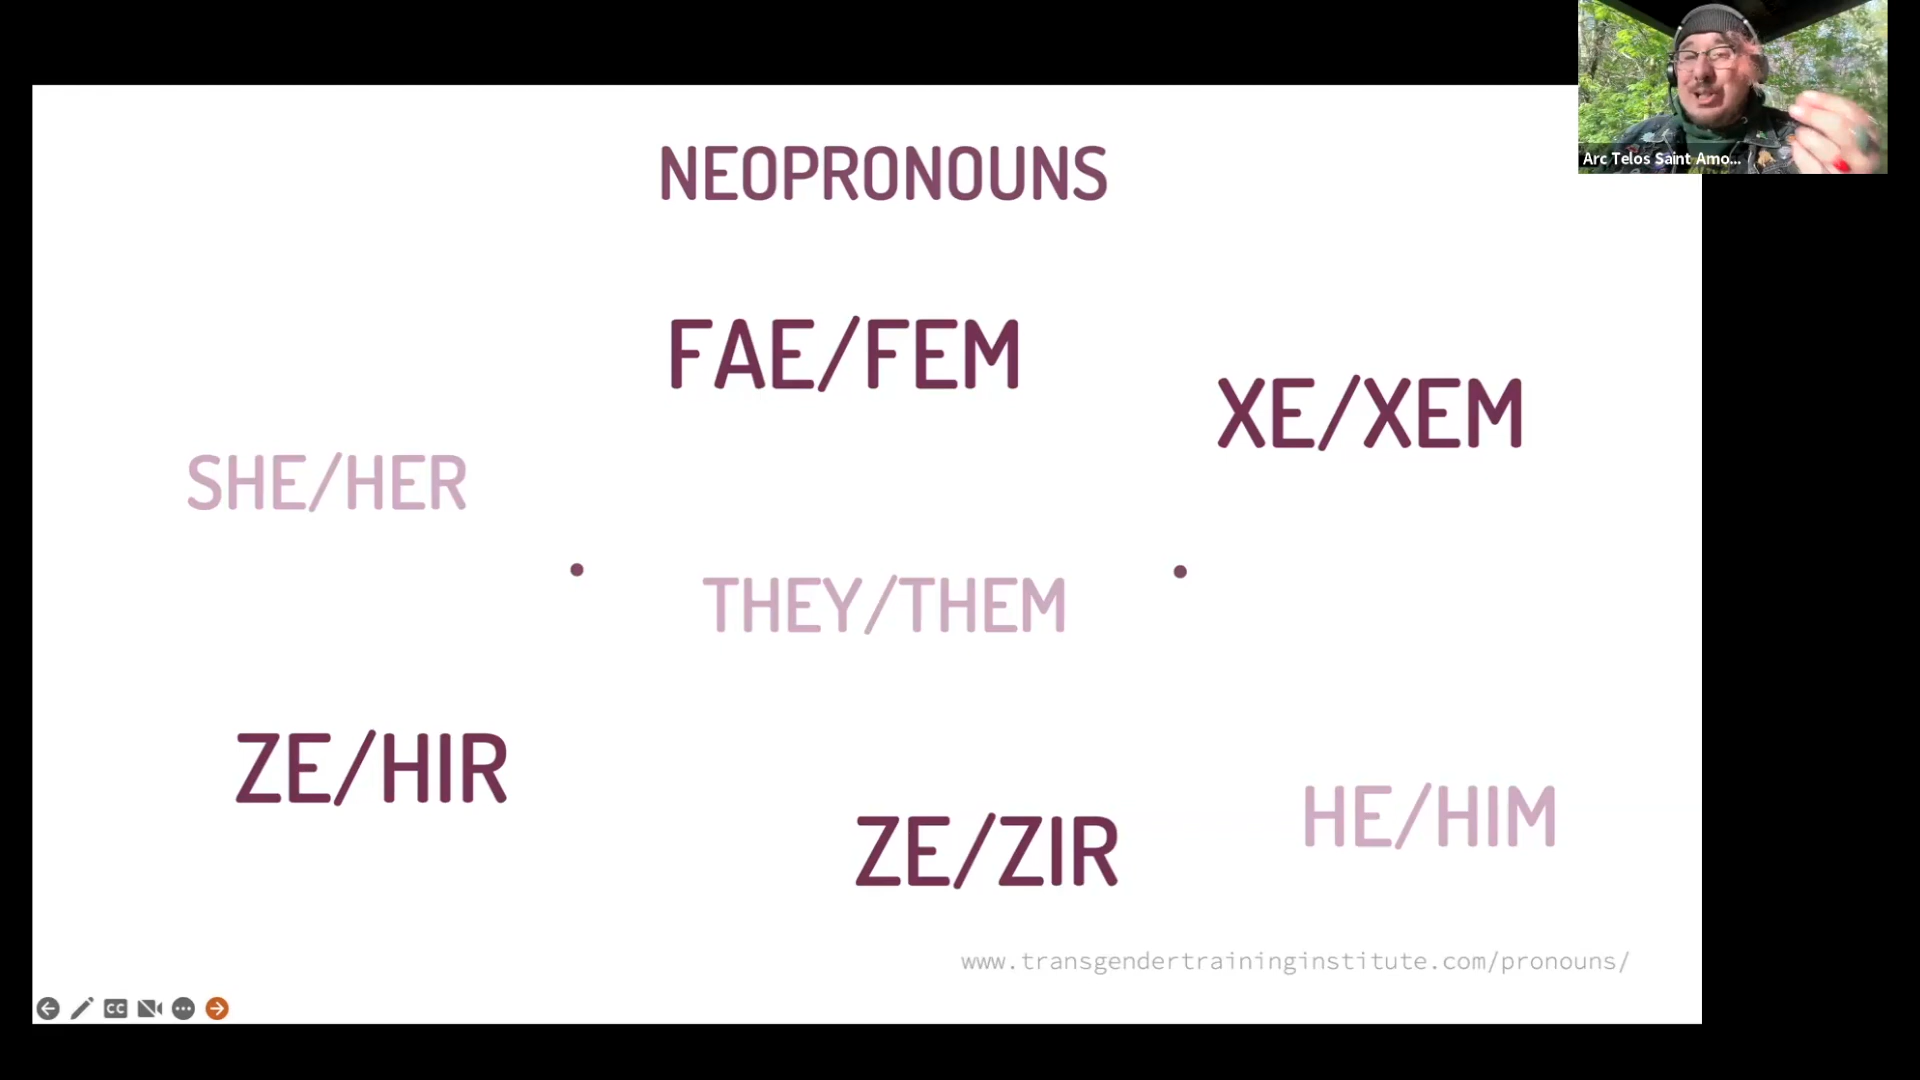 Arc Telos Saint Amo...
NEOPRONOUNS
FAE/FEM
XE/XEM
SHE/HER
THEY/THEM
ZE/HIR
HE/HIM
ZE/ZIR
www.transgendertraininginstitute.com/pronouns/
CC